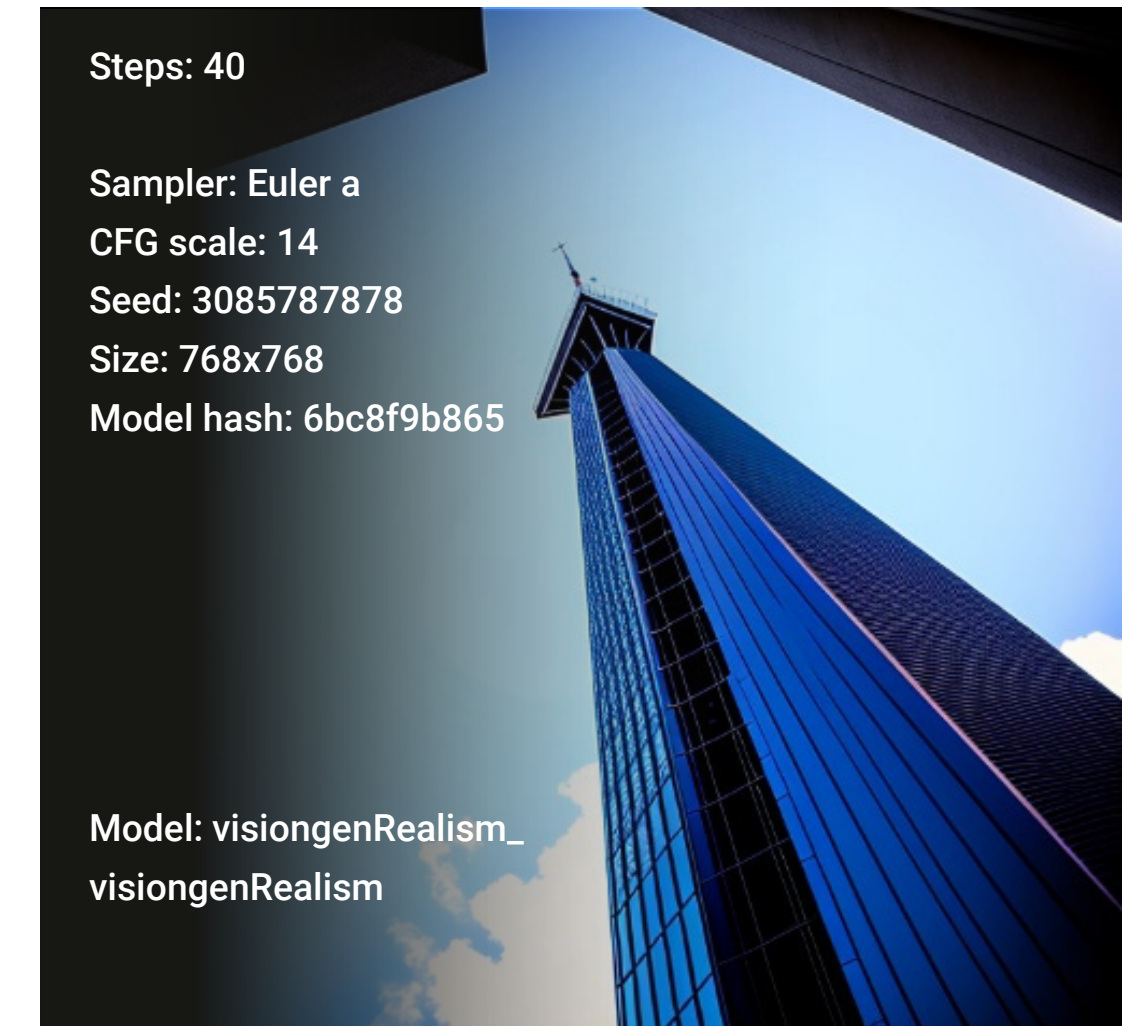 Steps: 40
Sampler: Euler a
CFG scale: 14
Seed: 3085787878
Size: 768x768
Model hash: 6bc8f9b865
Model: visiongenRealism_
visiongenRealism